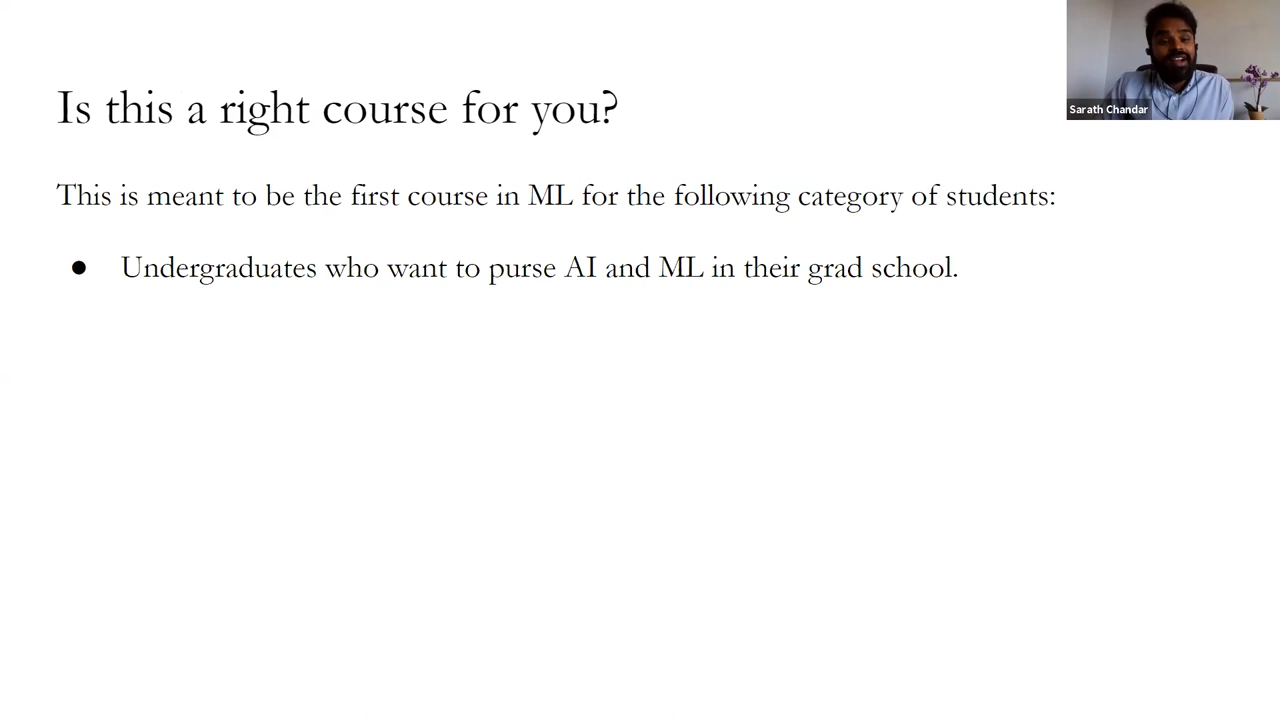 Is this a right course for you?
Sarath Chandar
This is meant to be the first course in ML for the following category of students:
● Undergraduates who want to purse AI and ML in their grad school.